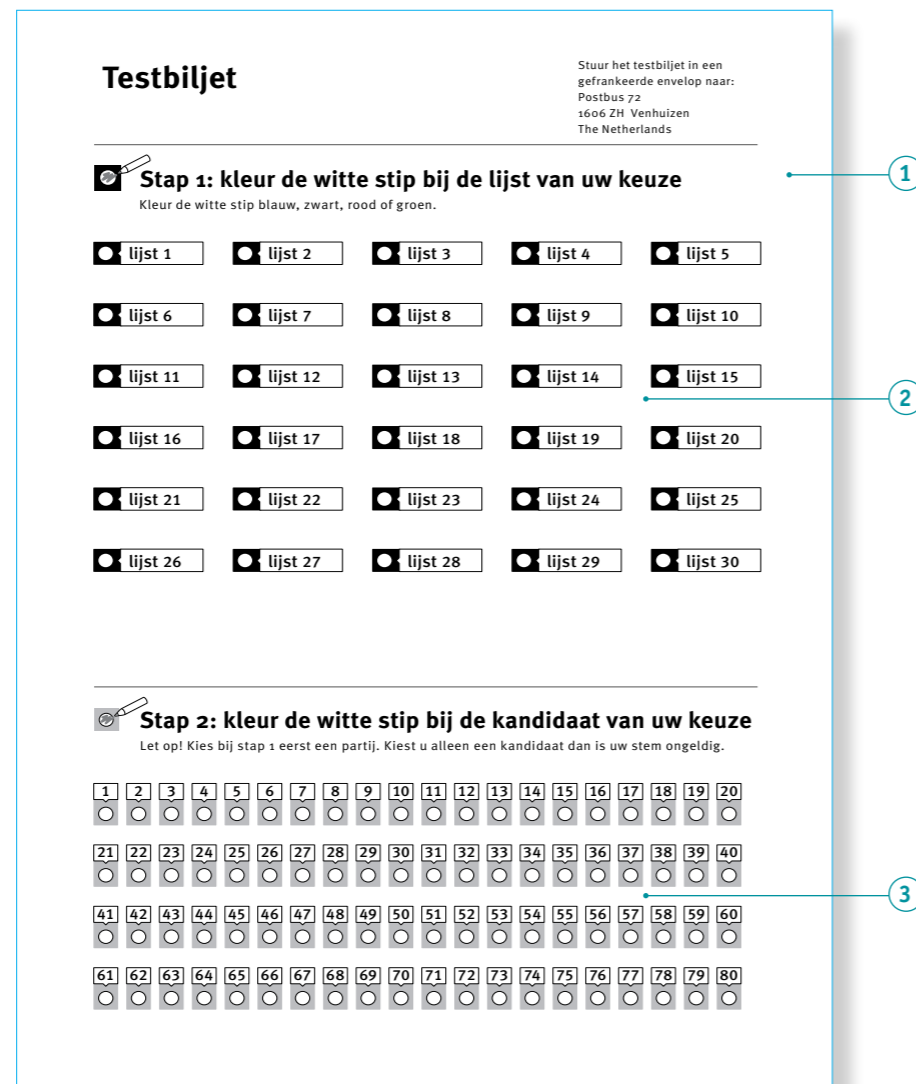 Testbiljet
Stuur het testbiljet in een
gefrankeerde envelop naar:
Postbus 72
1606 ZH Venhuizen
The Netherlands
Stap 1: kleur de witte stip bij de lijst van uw keuze
Kleur de witte stip blauw, zwart, rood of groen.
1
lijst 1 lijst 2 lijst 3 lijst 4 lijst 5
lijst 6 lijst 7 lijst 8 lijst 9 lijst 10
lijst 11 lijst 12 lijst 13 lijst 14 lijst 15
2
lijst 16 lijst 17 lijst 18 lijst 19 lijst 20
lijst 21 lijst 22 lijst 23 lijst 24 lijst 25
lijst 26 lijst 27 lijst 28 lijst 29 lijst 30
Stap 2: kleur de witte stip bij de kandidaat van uw keuze
Let op! Kies bij stap 1 eerst een partij. Kiest u alleen een kandidaat dan is uw stem ongeldig.
1 2 3 4 5 6 7 8 9 10 11 12 13 14 15 16 17 18 19 20
21 22 23 24 25 26 27 28 29 30 31 32 33 34 35 36 37 38 39 40
3
41 42 43 44 45 46 47 48 49 50 51 52 53 54 55 56 57 58 59 60
61 62 63 64 65 66 67 68 69 70 71 72 73 74 75 76 77 78 79 80